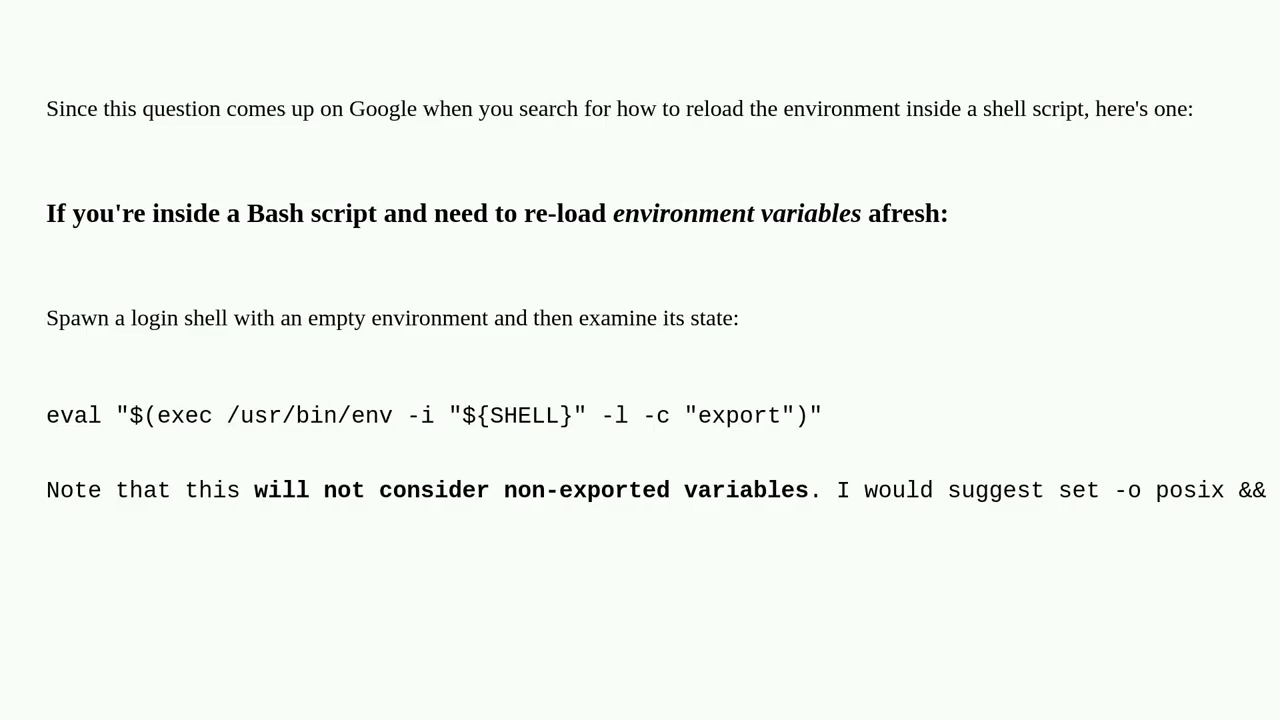 Since this question comes up on Google when you search for how to reload the environment inside a shell script, here's one:
If you're inside a Bash script and need to re-load environment variables afresh:
Spawn a login shell with an empty environment and then examine its state:
eval "$(exec /usr/bin/env -i "${SHELL}" -l -c "export")"
Note that this will not consider non-exported variables. I would suggest set -o posix &&